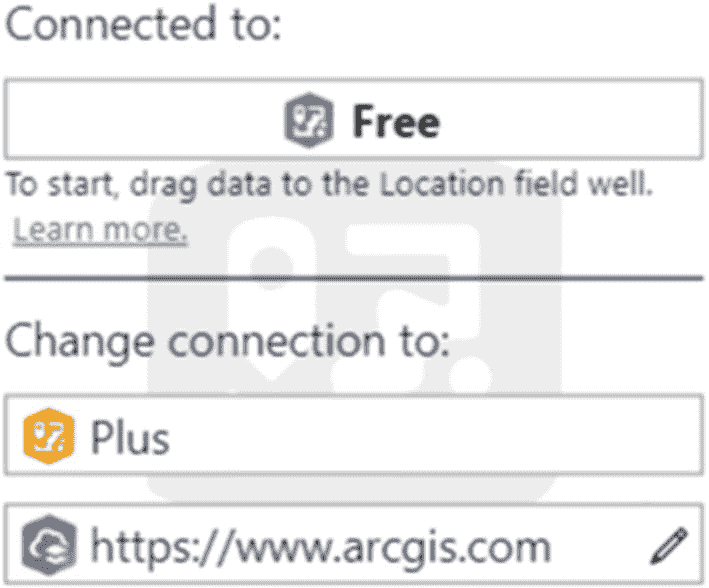 Connected to:
Free
To start, drag data to the Location field well.
Learn more.
Change connection to:
Plus
https://www.arcgis.com